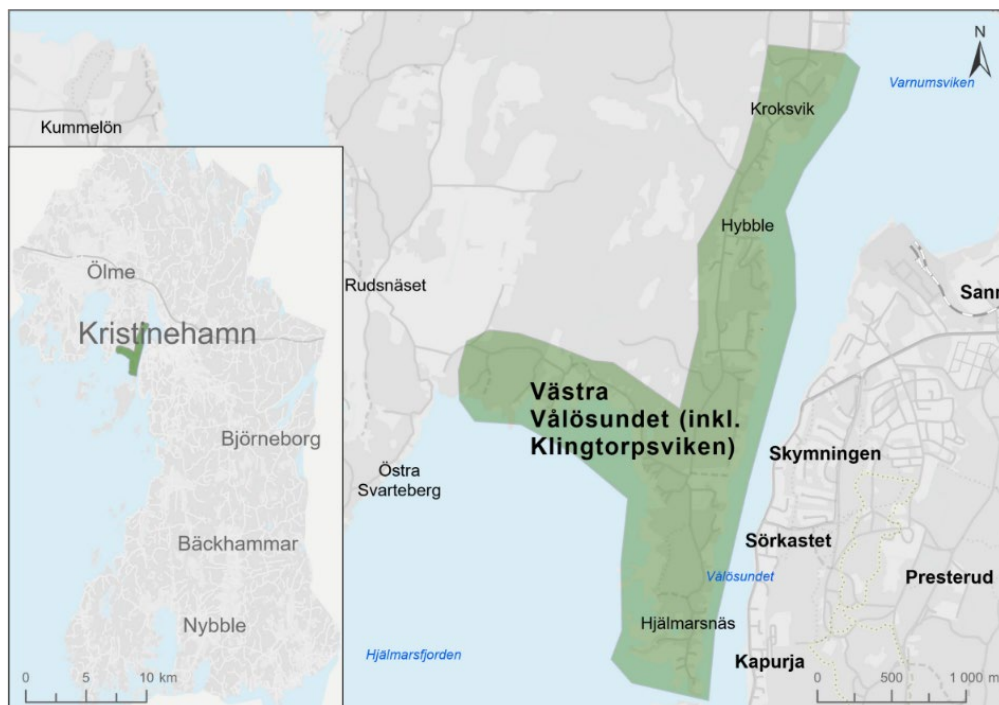 N
Varnumsviken
Kroksvik
Kummelön
Hybble
Ölme
Rudsnäset
Kristinehamn
Västra
Vålösundet (inkl.
Klingtorpsviken)
Björneborg
Östra
Svarteberg
Skymningen
Sörkastet
Bäckhammar
Vålösundet
Presterud
Nybble
Hjälmarsnäs
Hjälmarsfjorden
Kapurja
0 5 10 km
0 500 1 000 m